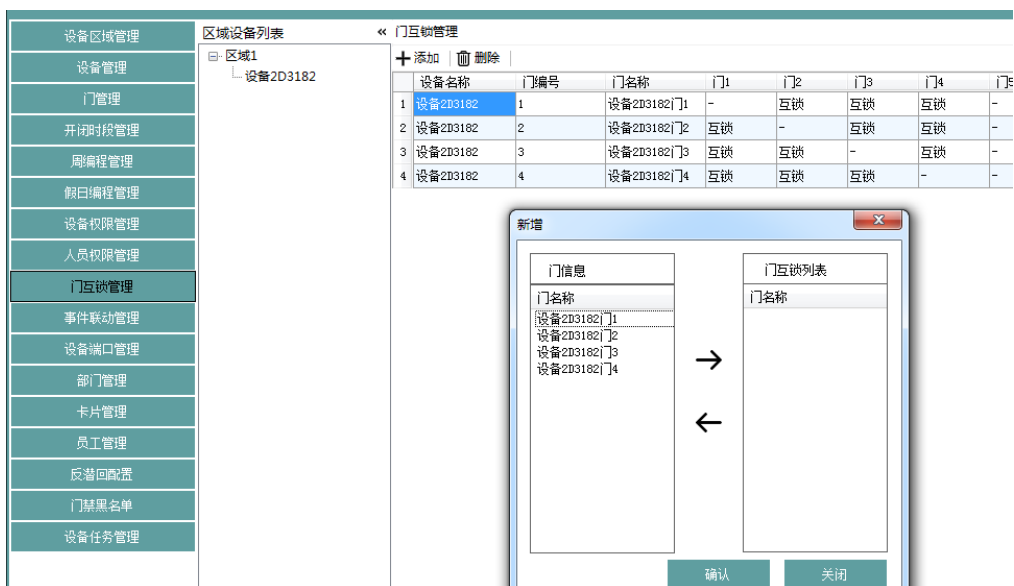 设备区域管理
设备管理
门管理
开闭时段管理
周编程管理
假日编程管理
设备权限管理
人员权限管理
门互锁管理
事件联动管理
设备端口管理
部门管理
卡片管理
员工管理
反潜回配置
门禁黑名单
设备任务管理
区域设备列表 «
区域1
设备2D3182
门互锁管理
添加 删除
设备名称 门编号 门名称 门1 门2 门3 门4 门5
1 设备2D3182 1 设备2D3182门1 - 互锁 互锁 互锁 -
2 设备2D3182 2 设备2D3182门2 互锁 - 互锁 互锁 -
3 设备2D3182 3 设备2D3182门3 互锁 互锁 - 互锁 -
4 设备2D3182 4 设备2D3182门4 互锁 互锁 互锁 - -
新增
门信息
门名称
设备2D3182门1
设备2D3182门2
设备2D3182门3
设备2D3182门4
门互锁列表
门名称
确认 关闭